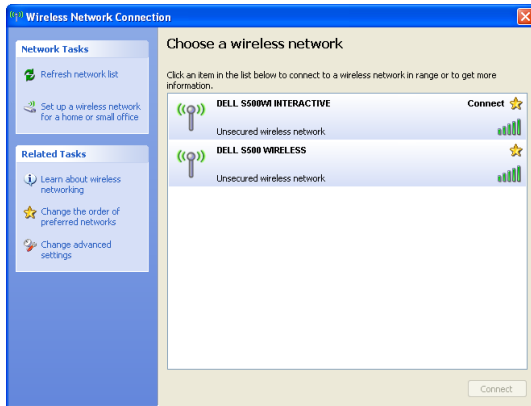 Wireless Network Connection
Network Tasks
Refresh network list
Set up a wireless network
for a home or small office
Related Tasks
Learn about wireless
networking
Change the order of
preferred networks
Change advanced
settings
Choose a wireless network
Click an item in the list below to connect to a wireless network in range or to get more
information.
DELL S500WI INTERACTIVE
Connect
Unsecured wireless network
DELL S500 WIRELESS
Unsecured wireless network
Connect